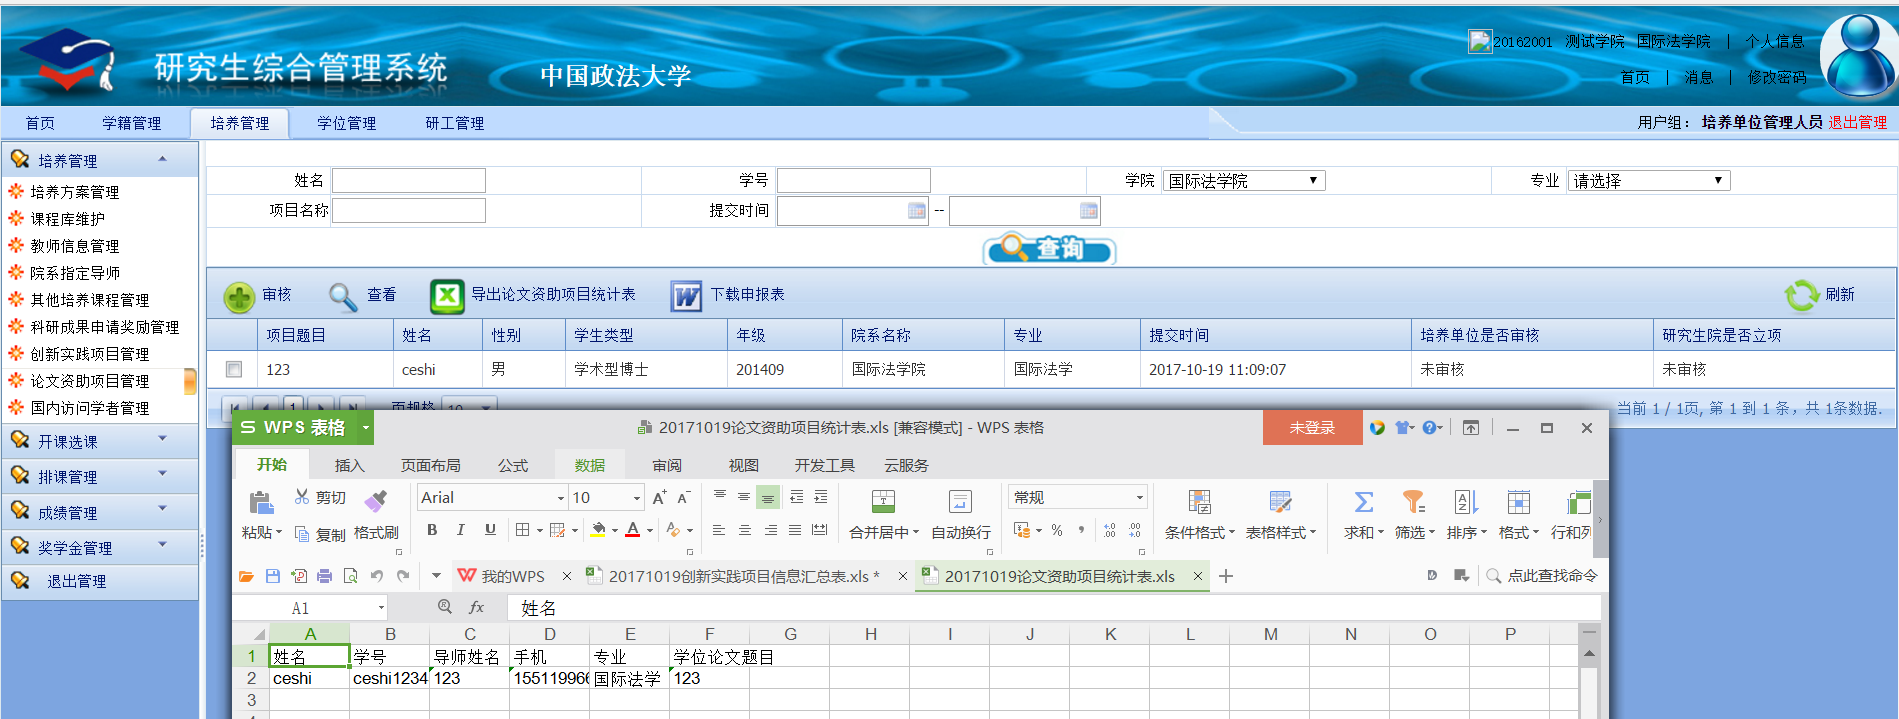 研究生综合管理系统
中国政法大学
20162001 测试学院 国际法学院 | 个人信息
首页 | 消息 | 修改密码
首页 学籍管理 培养管理 学位管理 研工管理
用户组： 培养单位管理人员 退出管理
培养管理
培养方案管理
课程库维护
教师信息管理
院系指定导师
其他培养课程管理
科研成果申请奖励管理
创新实践项目管理
论文资助项目管理
国内访问学者管理
开课选课
排课管理
成绩管理
奖学金管理
退出管理
姓名 学号 学院 国际法学院 专业 请选择
项目名称 提交时间 --
查询
审核 查看 导出论文资助项目统计表 下载申报表 刷新
项目题目 姓名 性别 学生类型 年级 院系名称 专业 提交时间 培养单位是否审核 研究生院是否立项
123 ceshi 男 学术型博士 201409 国际法学院 国际法学 2017-10-19 11:09:07 未审核 未审核
1 页规格 10 当前 1 / 1页, 第 1 到 1 条，共 1条数据.
WPS 表格 20171019论文资助项目统计表.xls [兼容模式] - WPS 表格 未登录
开始 插入 页面布局 公式 数据 审阅 视图 开发工具 云服务
粘贴 剪切 复制 格式刷 Arial 10 B I U A 合并居中 自动换行 常规 % 条件格式 表格样式 求和 筛选 排序 格式 行和列
我的WPS × 20171019创新实践项目信息汇总表.xls * × 20171019论文资助项目统计表.xls × + 点此查找命令
A1 fx 姓名
A B C D E F G H I J K L M N O P
1 姓名 学号 导师姓名 手机 专业 学位论文题目
2 ceshi ceshi1234 123 155119966 国际法学 123
3